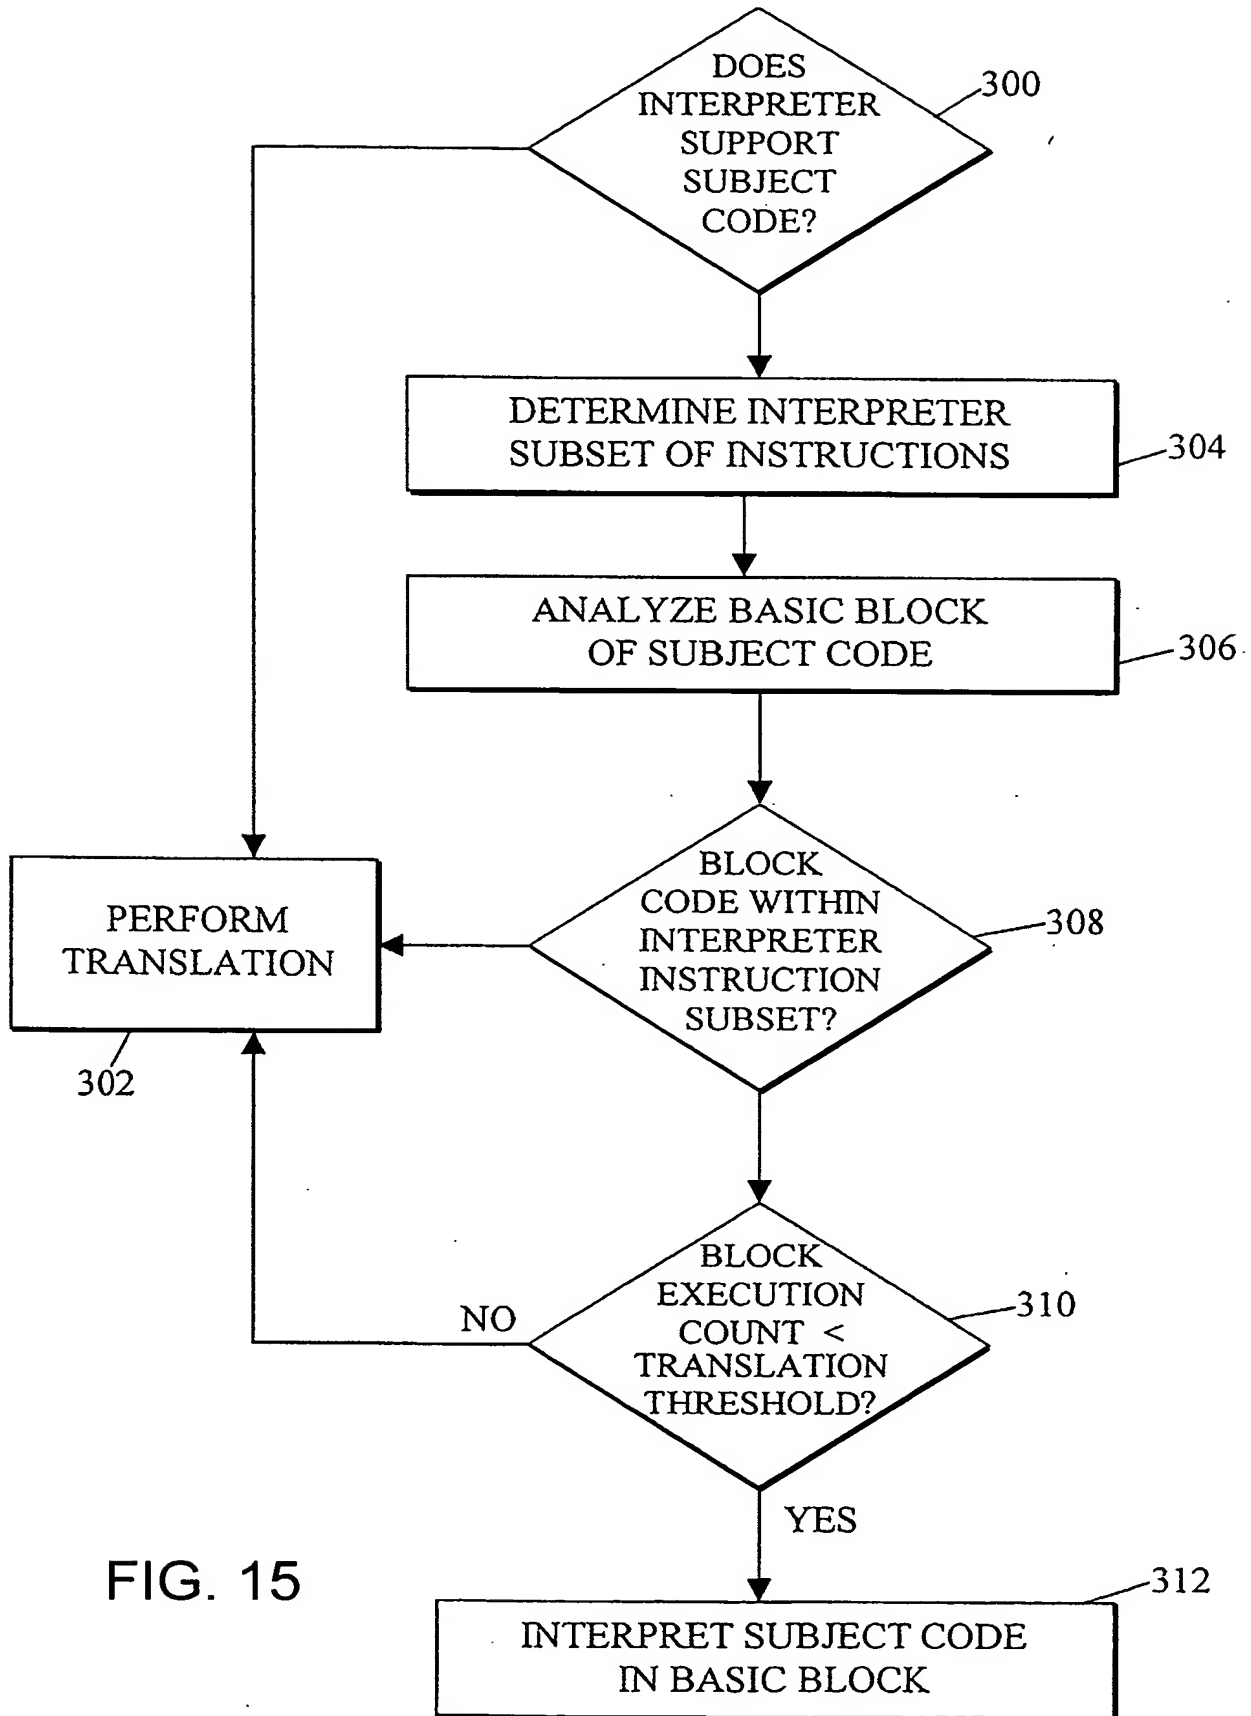 DOES
INTERPRETER
SUPPORT
SUBJECT
CODE?
300
DETERMINE INTERPRETER
SUBSET OF INSTRUCTIONS
304
ANALYZE BASIC BLOCK
OF SUBJECT CODE
306
BLOCK
CODE WITHIN
INTERPRETER
INSTRUCTION
SUBSET?
308
PERFORM
TRANSLATION
302
BLOCK
EXECUTION
COUNT <
TRANSLATION
THRESHOLD?
310
NO
YES
FIG. 15
312
INTERPRET SUBJECT CODE
IN BASIC BLOCK